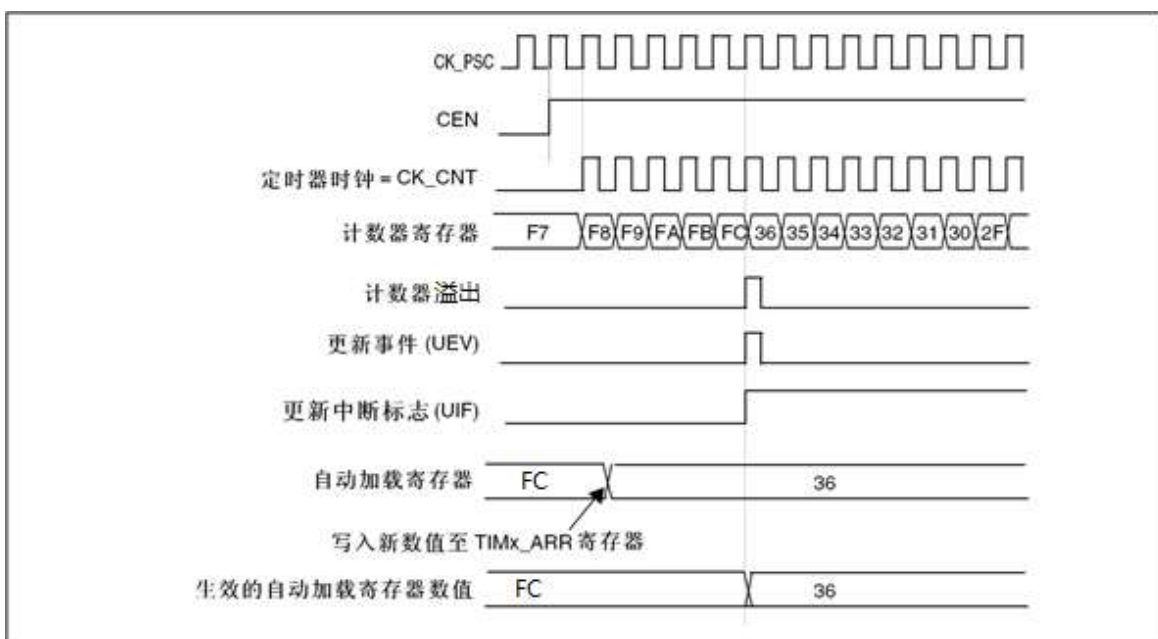 CK_PSC
CEN
定时器时钟 = CK_CNT
计数器寄存器 F7 F8 F9 FA FB FC 36 35 34 33 32 31 30 2F
计数器溢出
更新事件 (UEV)
更新中断标志 (UIF)
自动加载寄存器 FC 36
写入新数值至 TIMx_ARR 寄存器
生效的自动加载寄存器数值 FC 36